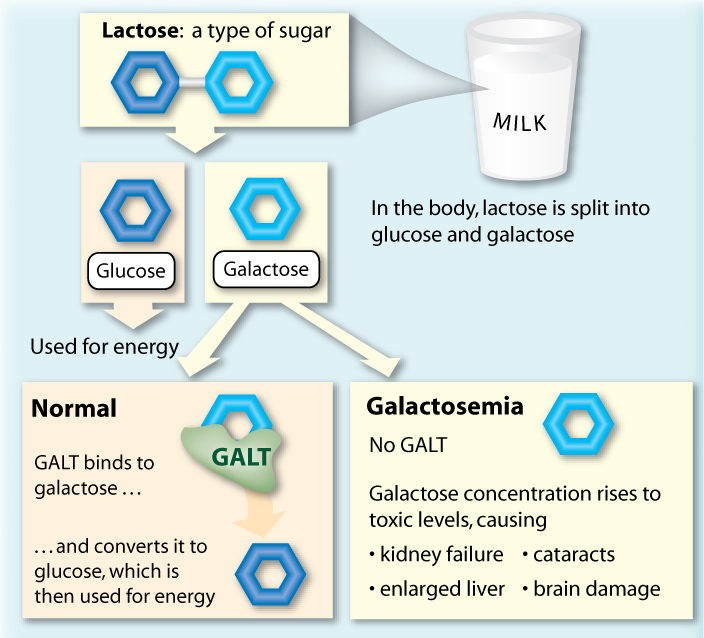 Lactose: a type of sugar
MILK
In the body, lactose is split into
glucose and galactose
Glucose
Galactose
Used for energy
Normal
GALT binds to
galactose …
GALT
…and converts it to
glucose, which is
then used for energy
Galactosemia
No GALT
Galactose concentration rises to
toxic levels, causing
• kidney failure • cataracts
• enlarged liver • brain damage